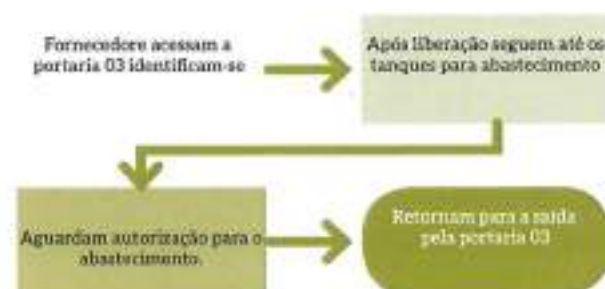 Fornecedore acessam a
portaria 03 identificam-se
Após liberação seguem até os
tanques para abastecimento
Aguardam autorização para o
abastecimento.
Retornam para a saída
pela portaria 03